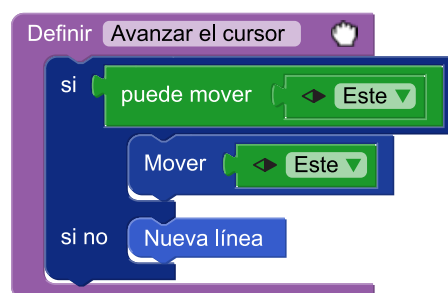 Definir Avanzar el cursor
si puede mover Este
Mover Este
si no Nueva línea